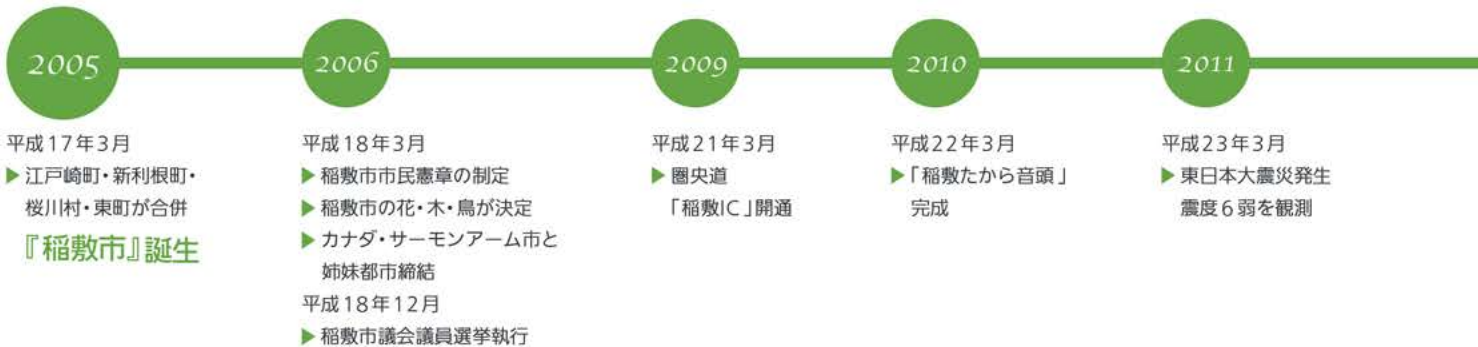 2005
平成17年3月
▶江戸崎町・新利根町・
桜川村・東町が合併
『稲敷市』誕生
2006
平成18年3月
▶稲敷市市民憲章の制定
▶稲敷市の花・木・鳥が決定
▶カナダ・サーモンアーム市と
姉妹都市締結
平成18年12月
▶稲敷市議会議員選挙執行
2009
平成21年3月
▶圏央道
「稲敷IC」開通
2010
平成22年3月
▶「稲敷たから音頭」
完成
2011
平成23年3月
▶東日本大震災発生
震度6弱を観測